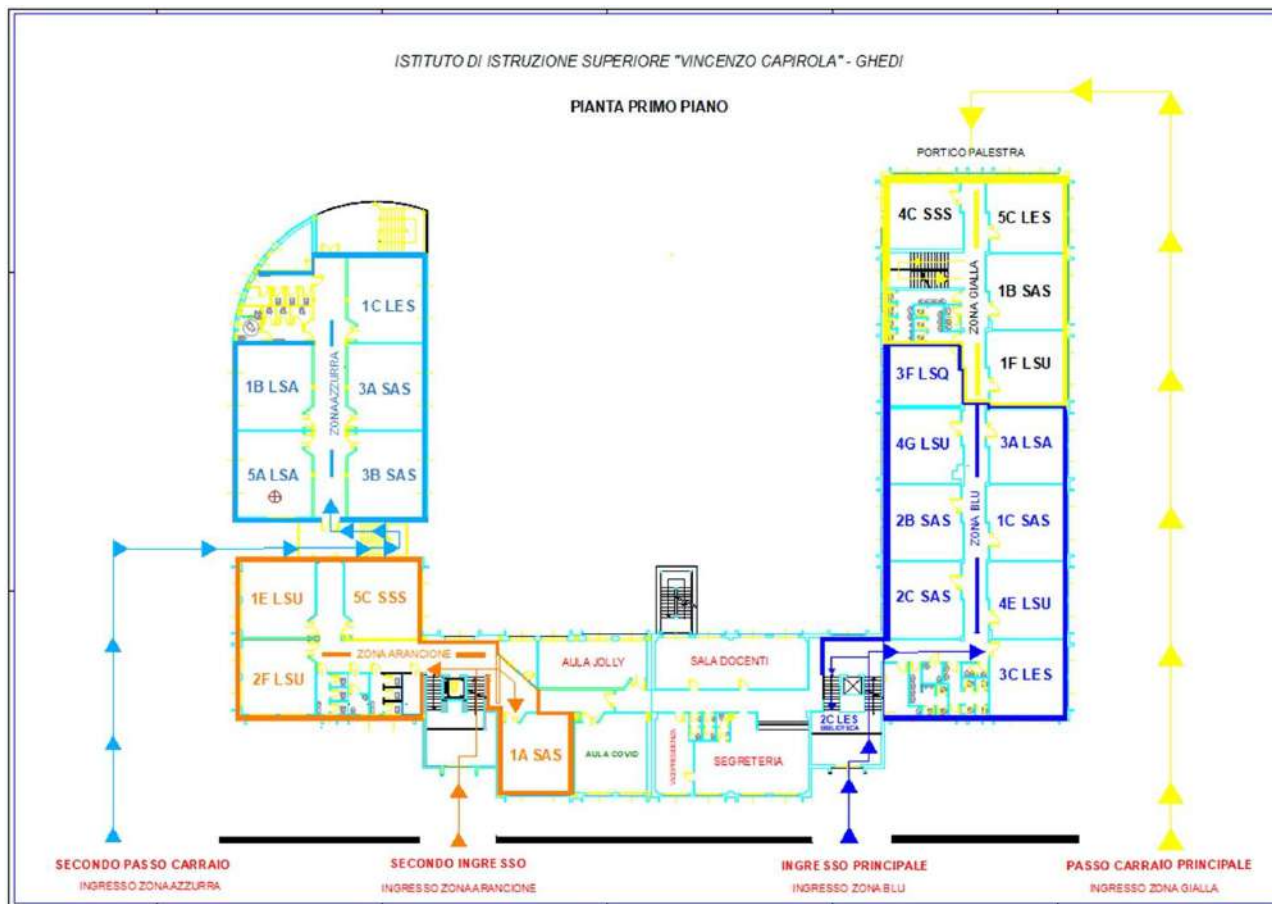 ISTITUTO DI ISTRUZIONE SUPERIORE "VINCENZO CAPIROLA" - GHEDI
PIANTA PRIMO PIANO
PORTICO PALESTRA
4C SSS
5C LES
ZONA GIALLA
1B SAS
1F LSU
1C LES
1B LSA
ZONA AZZURRA
3A SAS
5A LSA
3B SAS
3F LSQ
4G LSU
3A LSA
ZONA BLU
2B SAS
1C SAS
2C SAS
4E LSU
3C LES
1E LSU
5C SSS
ZONA ARANCIONE
2F LSU
AULA JOLLY
SALA DOCENTI
2C LES
BIBLIOTECA
1A SAS
AULA COVID
VICEPRESIDENZA
SEGRETERIA
SECONDO PASSO CARRAIO
INGRESSO ZONA AZZURRA
SECONDO INGRESSO
INGRESSO ZONA ARANCIONE
INGRESSO PRINCIPALE
INGRESSO ZONA BLU
PASSO CARRAIO PRINCIPALE
INGRESSO ZONA GIALLA